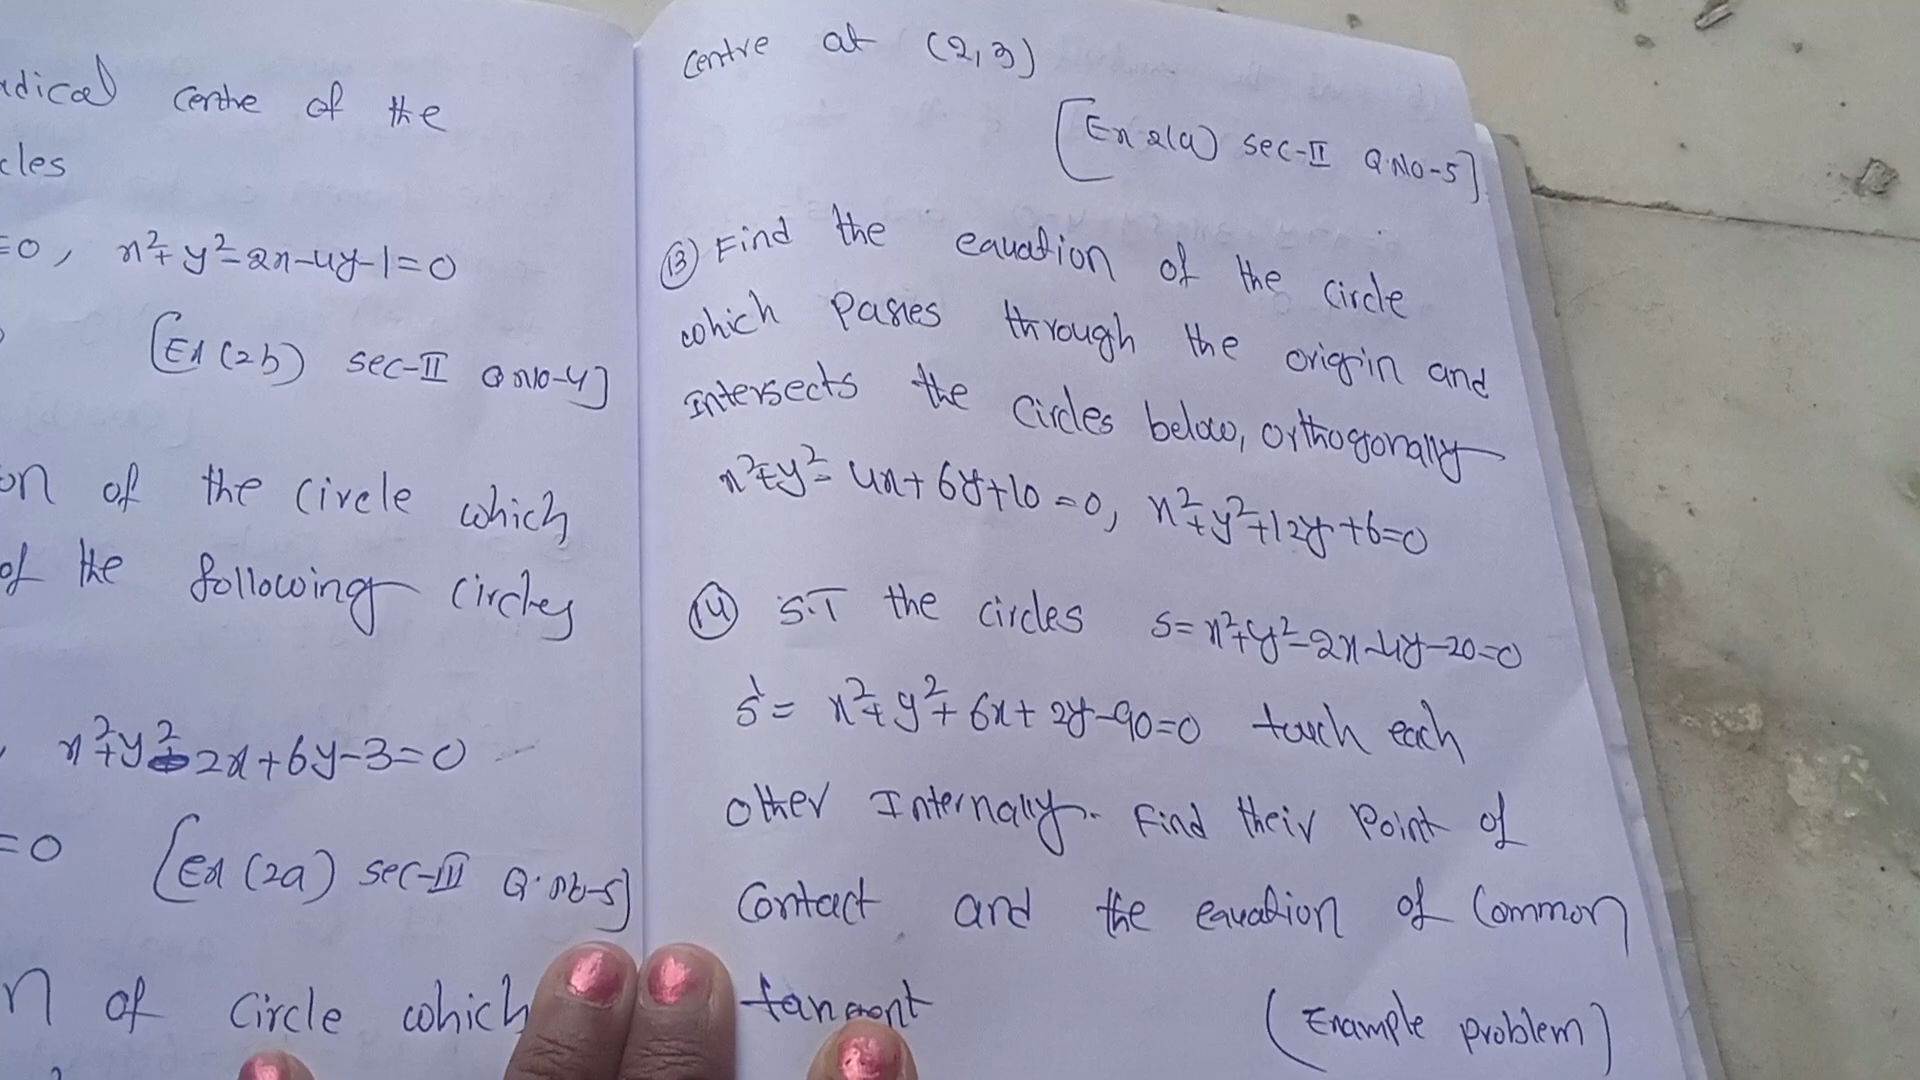 adical centre of the
cles
=0, x²+y²-2x-4y-1=0
[Ex (2b) sec-II Q.No-4]
on of the circle which
of the following circles
x²+y²-2x+6y-3=0
=0 [Ex (2a) sec-III Q.No-5]
n of circle which
centre at (2,3)
[Ex 2(a) sec-II Q.No-5]
(13) Find the equation of the circle
which passes through the origin and
Intersects the circles below, orthogonally
x²+y²-4x+6y+10=0, x²+y²+12y+6=0
(14) S.T the circles S=x²+y²-2x-4y-20=0
S'= x²+y²+6x+2y-90=0 touch each
other Internally. Find their Point of
Contact and the equation of Common
tangent (Example problem)